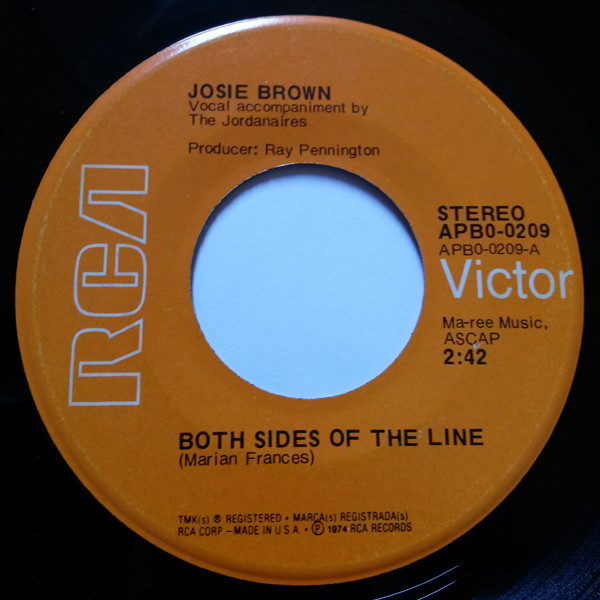 JOSIE BROWN
Vocal accompaniment by
The Jordanaires
Producer: Ray Pennington
RCA
STEREO
APB0-0209
APB0-0209-A
Victor
Ma-ree Music,
ASCAP
2:42
BOTH SIDES OF THE LINE
(Marian Frances)
TMK(s) ® REGISTERED • MARCA(s) REGISTRADA(s)
RCA CORP –MADE IN U.S.A. • ℗ 1974 RCA RECORDS